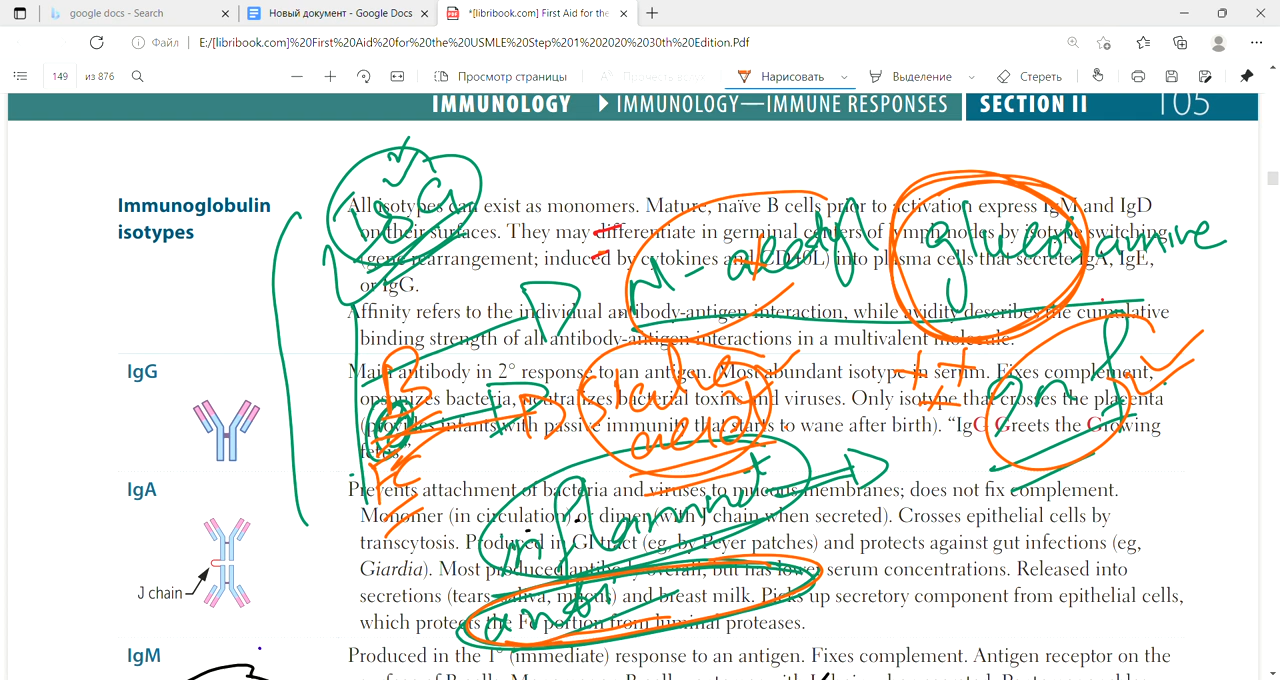 google docs - Search
Новый документ - Google Docs
*[libribook.com] First Aid for the
Файл
E:/[libribook.com]%20First%20Aid%20for%20the%20USMLE%20Step%201%202020%2030th%20Edition.Pdf
149 из 876
Просмотр страницы
Нарисовать
Выделение
Стереть
IMMUNOLOGY ▶ IMMUNOLOGY—IMMUNE RESPONSES SECTION II 105
Immunoglobulin isotypes
All isotypes can exist as monomers. Mature, naïve B cells prior to activation express IgM and IgD
on their surfaces. They may differentiate in germinal centers of lymph nodes by isotype switching
(gene rearrangement; induced by cytokines and CD40L) into plasma cells that secrete IgA, IgE,
or IgG.
Affinity refers to the individual antibody-antigen interaction, while avidity describes the cumulative
binding strength of all antibody-antigen interactions in a multivalent molecule.
IgG
Main antibody in 2° response to an antigen. Most abundant isotype in serum. Fixes complement,
opsonizes bacteria, neutralizes bacterial toxins and viruses. Only isotype that crosses the placenta
(provides infants with passive immunity that starts to wane after birth). “IgG Greets the Growing
fetus.”
IgA
Prevents attachment of bacteria and viruses to mucous membranes; does not fix complement.
Monomer (in circulation) or dimer (with J chain when secreted). Crosses epithelial cells by
transcytosis. Produced in GI tract (eg, by Peyer patches) and protects against gut infections (eg,
Giardia). Most produced antibody overall, but has lower serum concentrations. Released into
secretions (tears, saliva, mucus) and breast milk. Picks up secretory component from epithelial cells,
which protects the Fc portion from luminal proteases.
J chain
IgM
Produced in the 1° (immediate) response to an antigen. Fixes complement. Antigen receptor on the
IgG
inflammat
anti